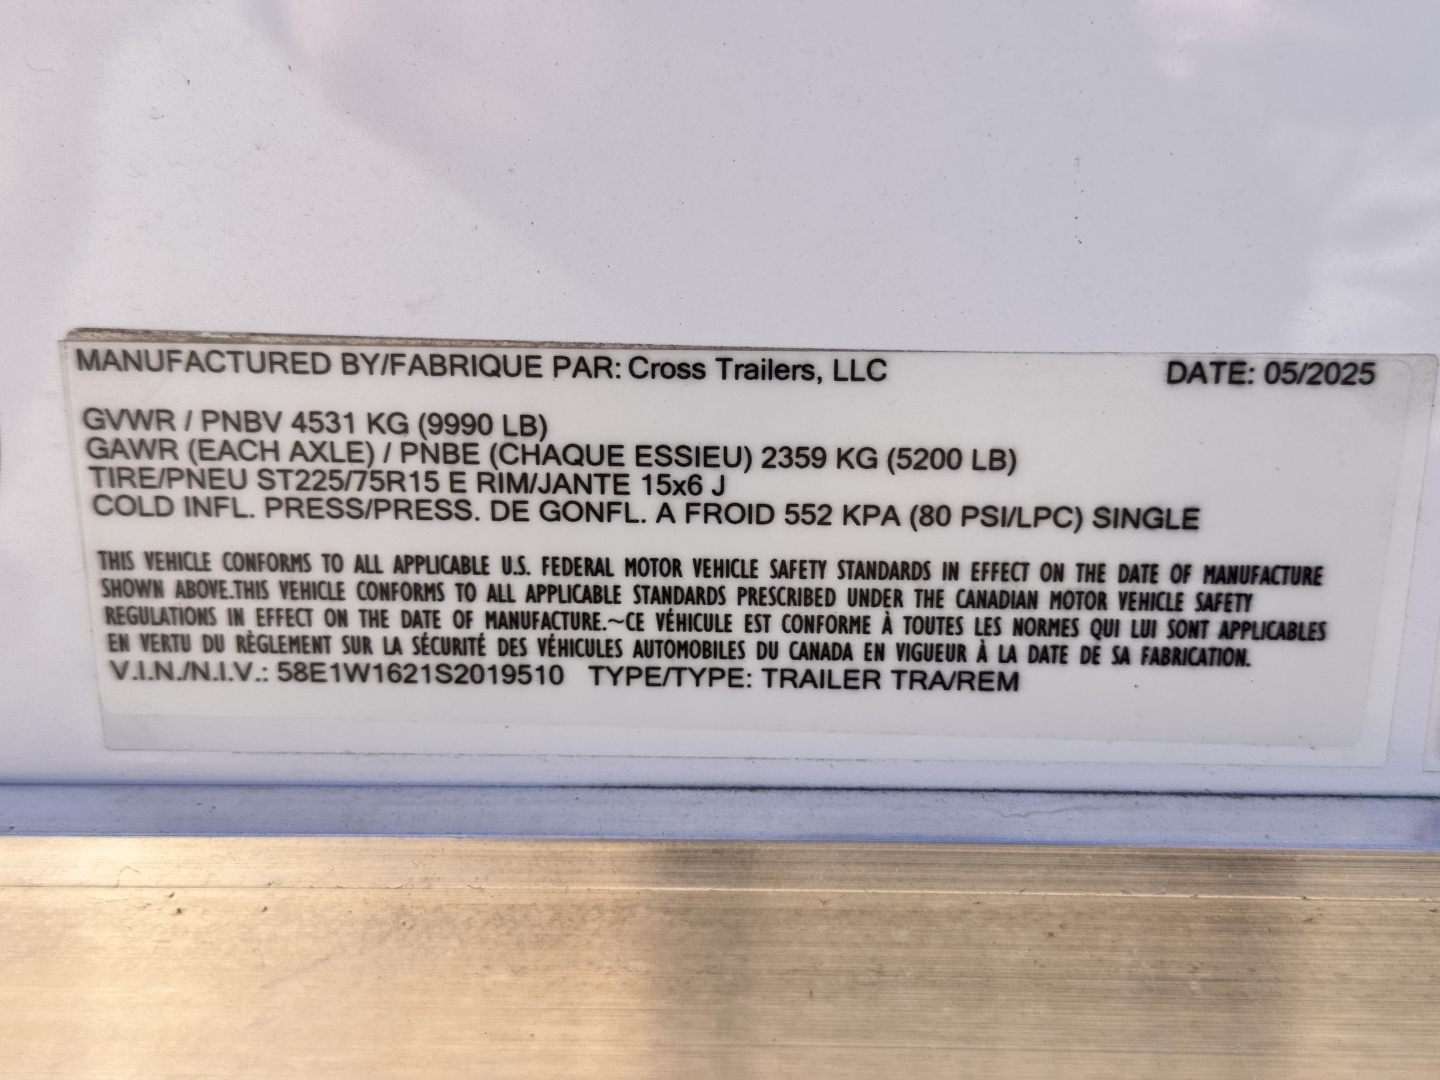 MANUFACTURED BY/FABRIQUE PAR: Cross Trailers, LLC DATE: 05/2025
GVWR / PNBV 4531 KG (9990 LB)
GAWR (EACH AXLE) / PNBE (CHAQUE ESSIEU) 2359 KG (5200 LB)
TIRE/PNEU ST225/75R15 E RIM/JANTE 15x6 J
COLD INFL. PRESS/PRESS. DE GONFL. A FROID 552 KPA (80 PSI/LPC) SINGLE
THIS VEHICLE CONFORMS TO ALL APPLICABLE U.S. FEDERAL MOTOR VEHICLE SAFETY STANDARDS IN EFFECT ON THE DATE OF MANUFACTURE
SHOWN ABOVE.THIS VEHICLE CONFORMS TO ALL APPLICABLE STANDARDS PRESCRIBED UNDER THE CANADIAN MOTOR VEHICLE SAFETY
REGULATIONS IN EFFECT ON THE DATE OF MANUFACTURE.~CE VÉHICULE EST CONFORME À TOUTES LES NORMES QUI LUI SONT APPLICABLES
EN VERTU DU RÈGLEMENT SUR LA SÉCURITÉ DES VÉHICULES AUTOMOBILES DU CANADA EN VIGUEUR À LA DATE DE SA FABRICATION.
V.I.N./N.I.V.: 58E1W1621S2019510 TYPE/TYPE: TRAILER TRA/REM